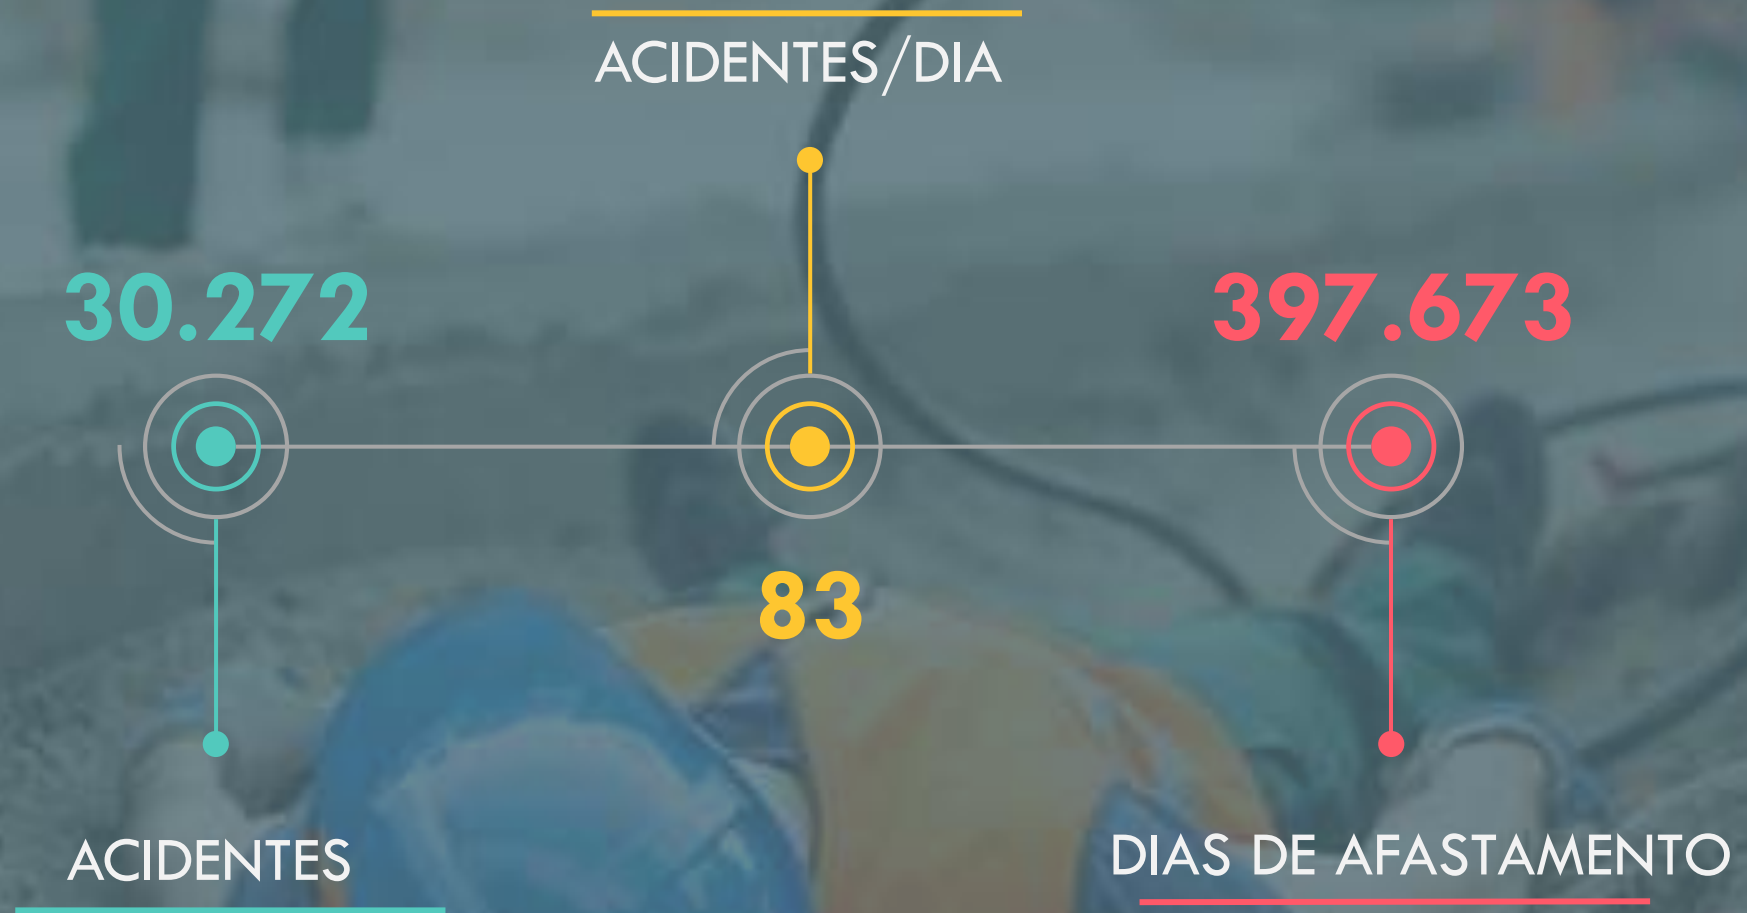 ACIDENTES/DIA
30.272
397.673
83
ACIDENTES
DIAS DE AFASTAMENTO